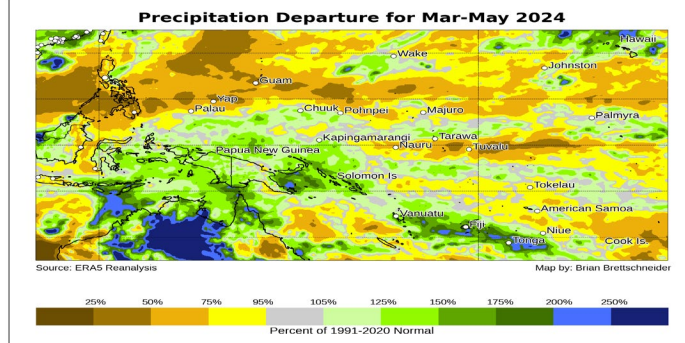 Precipitation Departure for Mar-May 2024
Hawaii
Wake
Johnston
Guam
Yap
Palau
Chuuk
Pohnpei
Majuro
Palmyra
Kapingamarangi
Tarawa
Nauru
Tuvalu
Papua New Guinea
Solomon Is
Tokelau
Vanuatu
American Samoa
Fiji
Niue
Tonga
Cook Is.
Source: ERA5 Reanalysis
Map by: Brian Brettschneider
25% 50% 75% 95% 105% 125% 150% 175% 200% 250%
Percent of 1991-2020 Normal